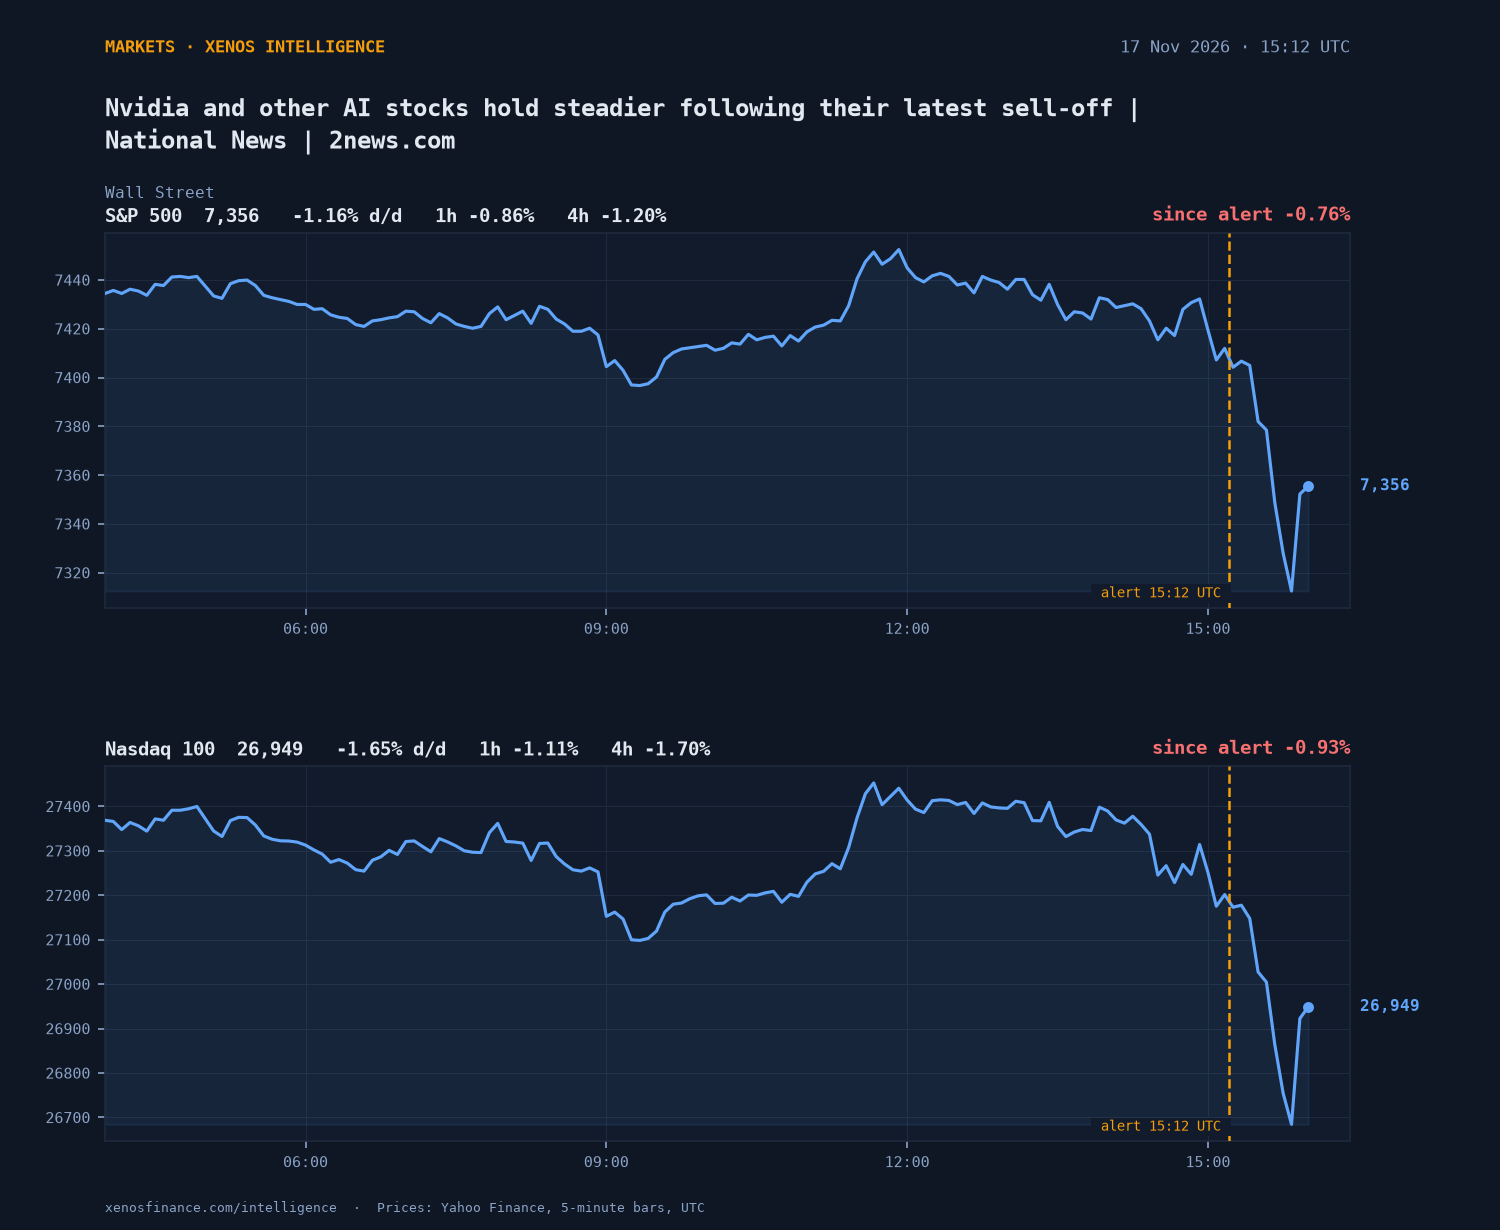 MARKETS · XENOS INTELLIGENCE
17 Nov 2026 · 15:12 UTC
Nvidia and other AI stocks hold steadier following their latest sell-off |
National News | 2news.com
Wall Street
S&P 500  7,356   -1.16% d/d   1h -0.86%   4h -1.20%
since alert -0.76%
7440
7420
7400
7380
7360
7340
7320
7,356
alert 15:12 UTC
06:00
09:00
12:00
15:00
Nasdaq 100  26,949   -1.65% d/d   1h -1.11%   4h -1.70%
since alert -0.93%
27400
27300
27200
27100
27000
26900
26800
26700
26,949
alert 15:12 UTC
06:00
09:00
12:00
15:00
xenosfinance.com/intelligence  ·  Prices: Yahoo Finance, 5-minute bars, UTC